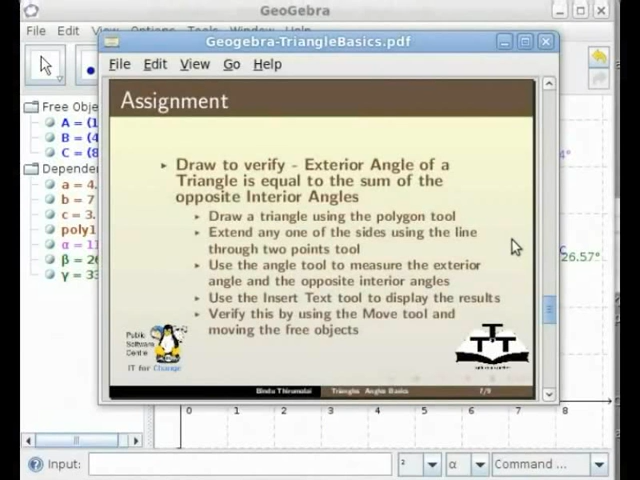 GeoGebra
File Edit View Options Tools
Geogebra-TriangleBasics.pdf
File Edit View Go Help
Assignment
Draw to verify - Exterior Angle of a
Triangle is equal to the sum of the
opposite Interior Angles
Draw a triangle using the polygon tool
Extend any one of the sides using the line
through two points tool
Use the angle tool to measure the exterior
angle and the opposite interior angles
Use the Insert Text tool to display the results
Verify this by using the Move tool and
moving the free objects
Public
Software
Centre
IT for Change
TTT
Bindu Thirumalai Triangle Angle Basics 7/9
Free Obje
A = (1
B = (4
C = (8
Depender
a = 4.
b = 7
c = 3.
poly1
α = 11
β = 26
γ = 33
4°
C
26.57°
0 1 2 3 4 5 6 7 8
Input:
² α Command ...